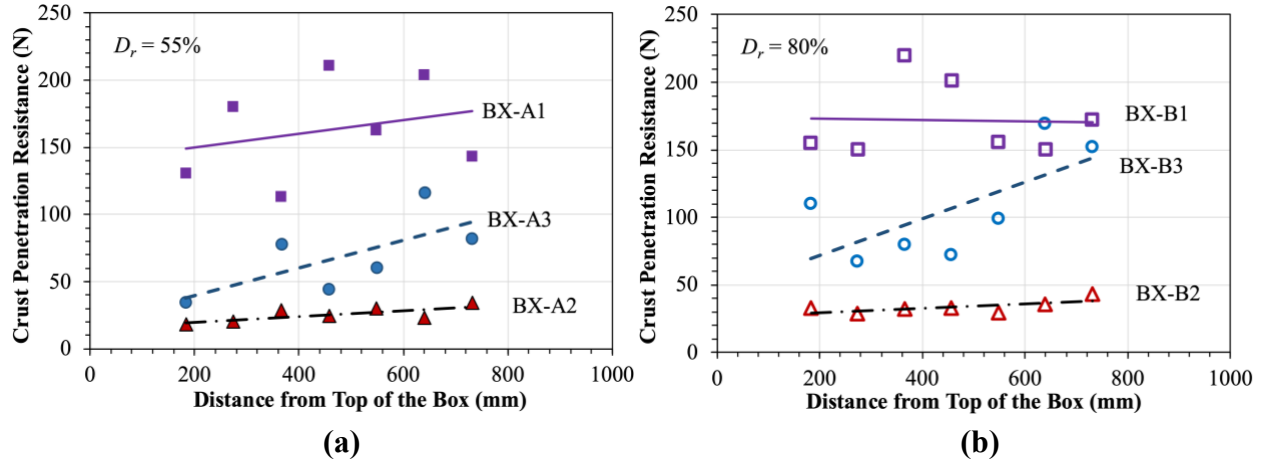 Crust Penetration Resistance (N)
250
200
150
100
50
0
D_r = 55%
BX-A1
BX-A3
BX-A2
0 200 400 600 800 1000
Distance from Top of the Box (mm)
(a)
Crust Penetration Resistance (N)
250
200
150
100
50
0
D_r = 80%
BX-B1
BX-B3
BX-B2
0 200 400 600 800 1000
Distance from Top of the Box (mm)
(b)